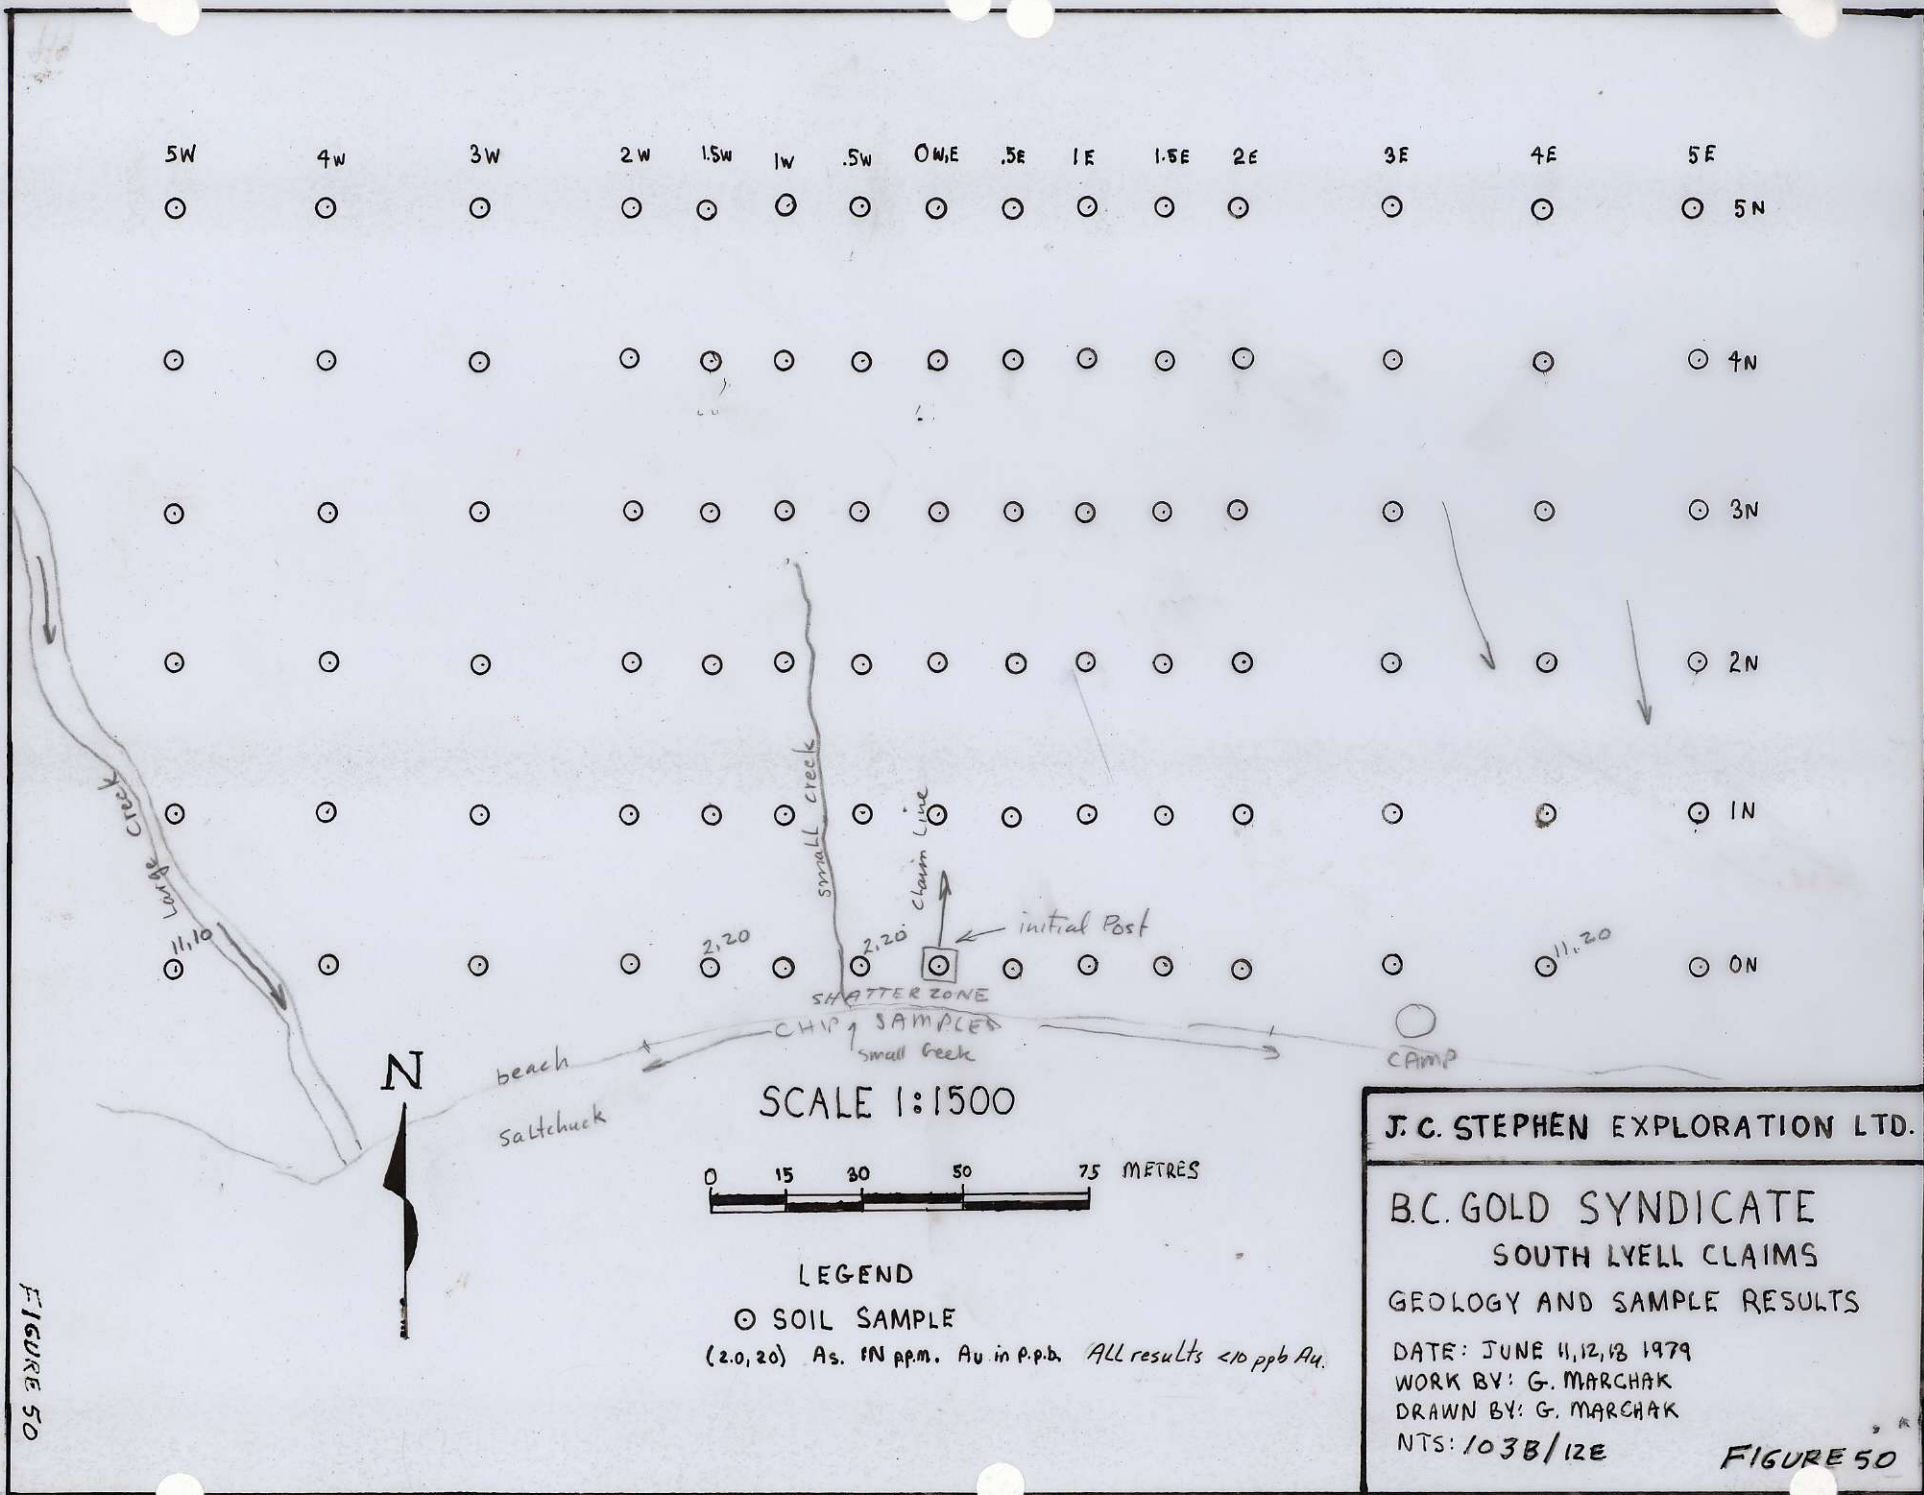 5W 4W 3W 2W 1.5W 1W .5W 0W,E .5E 1E 1.5E 2E 3E 4E 5E
5N
4N
3N
2N
small creek
Large Creek
1N
11,10
2,20
2,20
initial Post
11,20
0N
SHATTER ZONE
CHIP SAMPLES
small Creek
beach
CAMP
N
saltchuck
SCALE 1:1500
0 15 30 50 75 METRES
LEGEND
SOIL SAMPLE
(2.0,20) As. IN ppm. Au in P.p.b. ALL results <10 ppb Au.
J.C. STEPHEN EXPLORATION LTD.
B.C. GOLD SYNDICATE
SOUTH LYELL CLAIMS
GEOLOGY AND SAMPLE RESULTS
DATE: JUNE 11,12,13 1979
WORK BY: G. MARCHAK
DRAWN BY: G. MARCHAK
NTS: 103B/12E
FIGURE 50
FIGURE 50